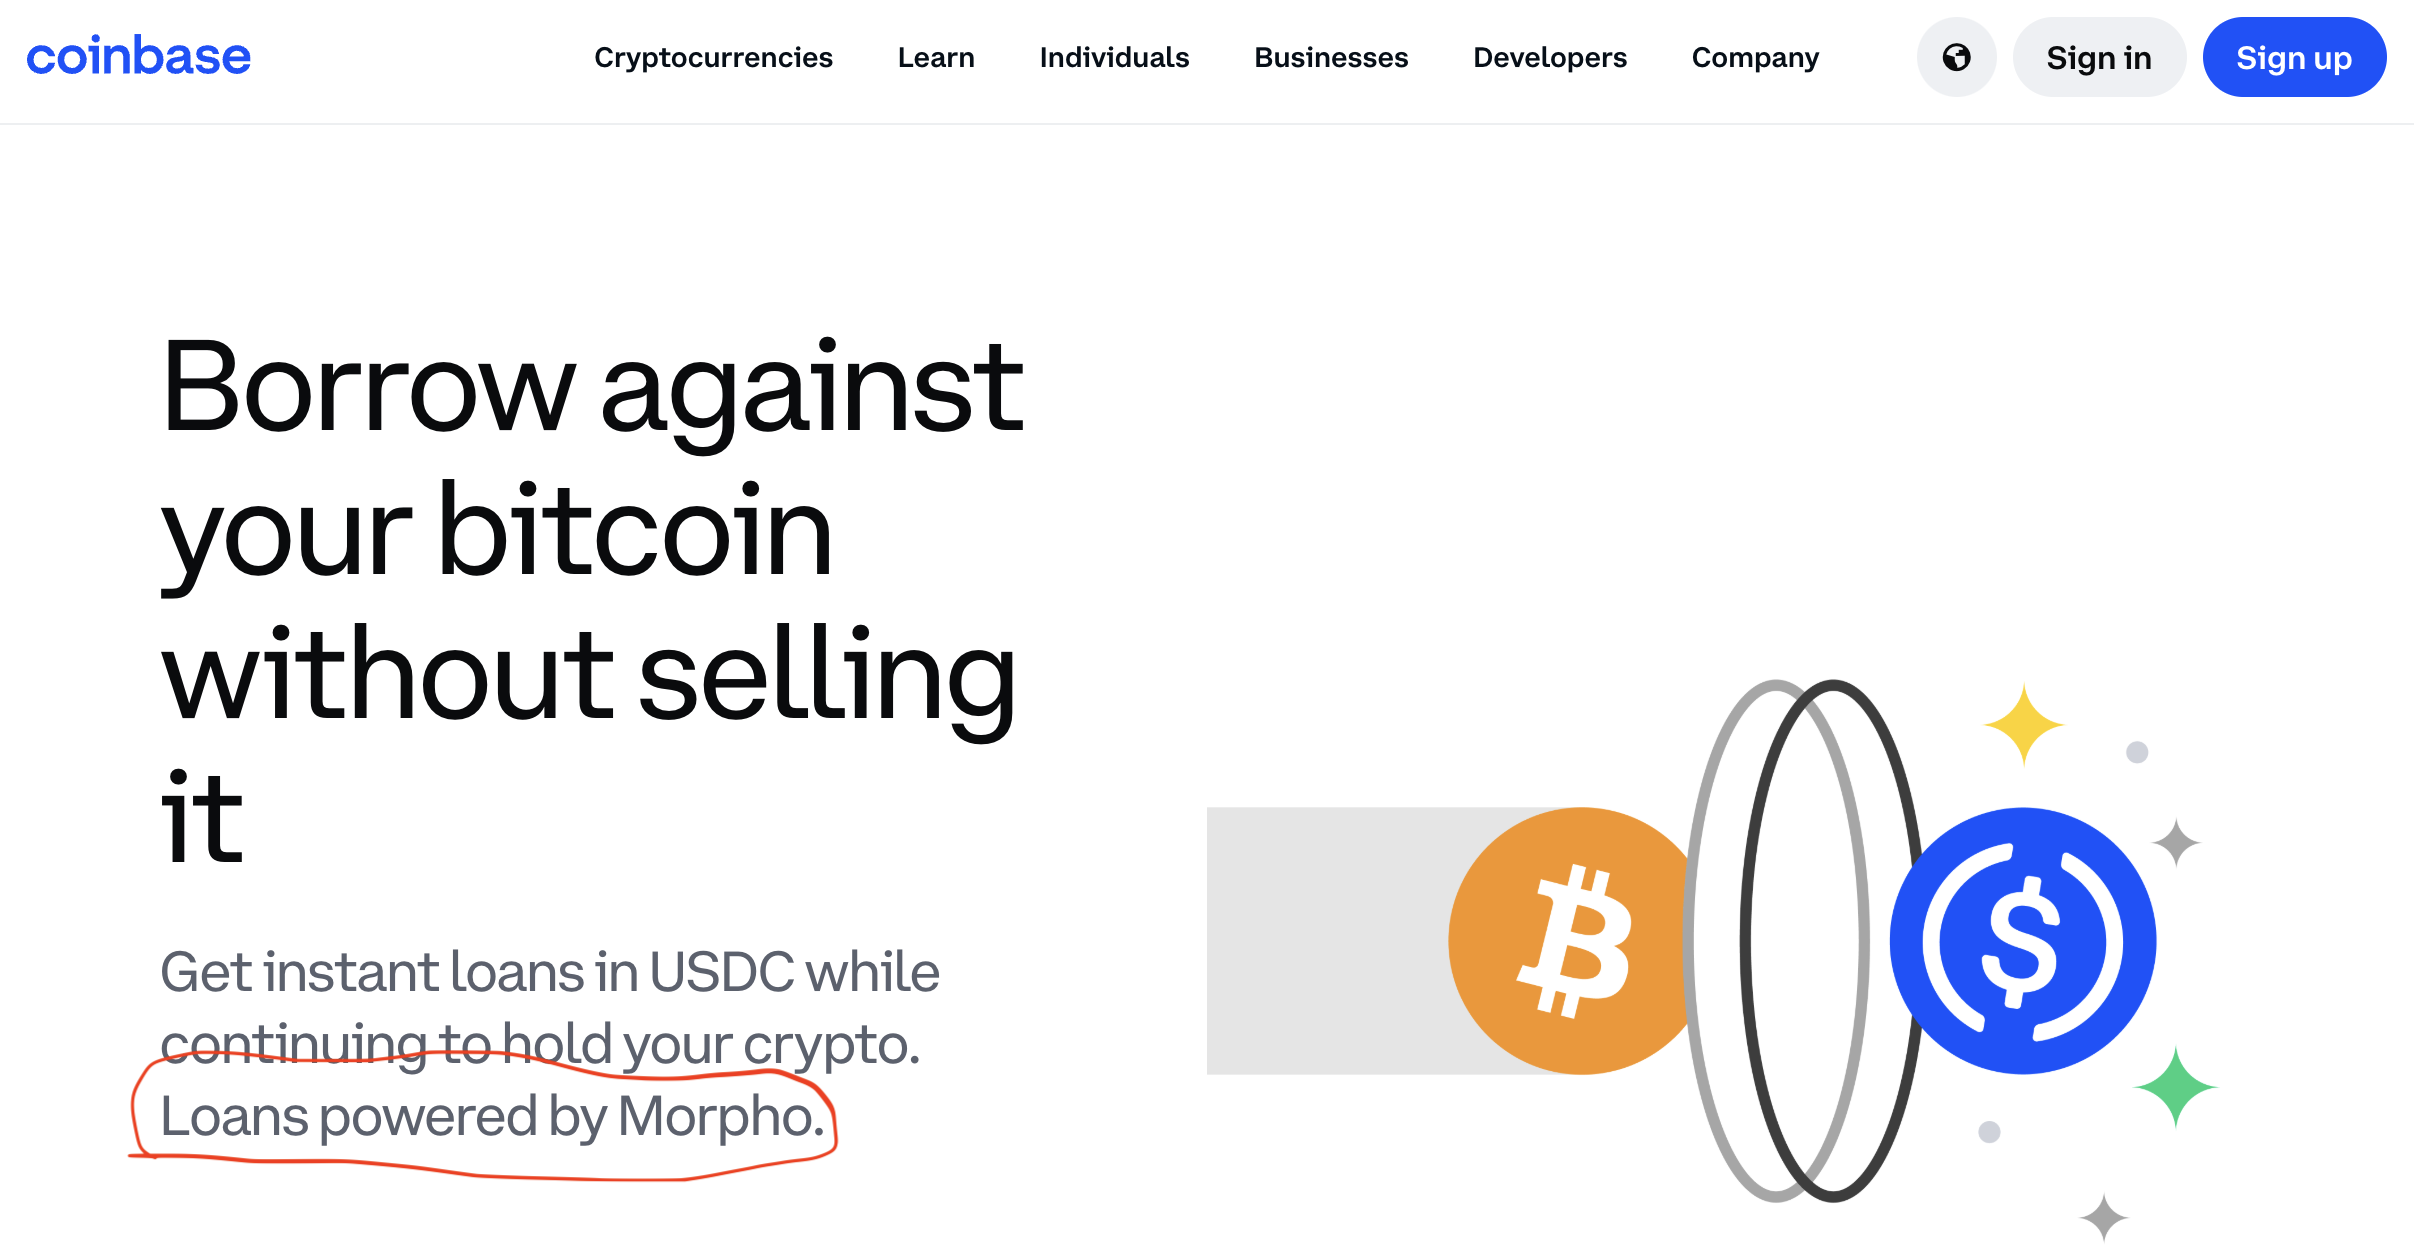 coinbase
Cryptocurrencies Learn Individuals Businesses Developers Company Sign in Sign up
Borrow against
your bitcoin
without selling
it
Get instant loans in USDC while
continuing to hold your crypto.
Loans powered by Morpho.